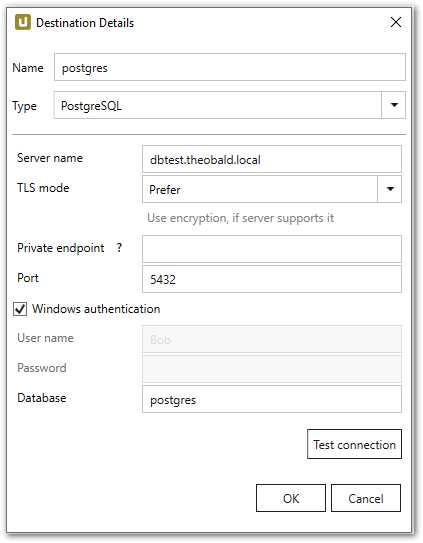 Destination Details
Name postgres
Type PostgreSQL
Server name dbtest.theobald.local
TLS mode Prefer
Use encryption, if server supports it
Private endpoint ?
Port 5432
Windows authentication
User name Bob
Password
Database postgres
Test connection
OK Cancel